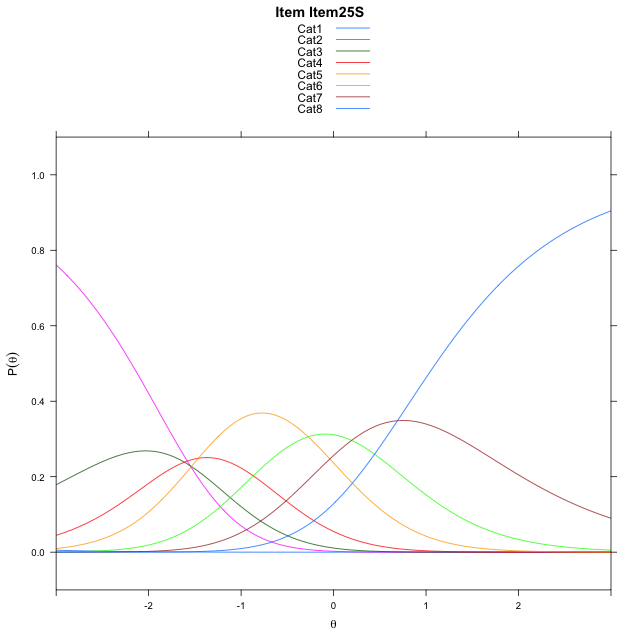 Item Item25S
Cat1
Cat2
Cat3
Cat4
Cat5
Cat6
Cat7
Cat8
1.0
0.8
0.6
0.4
0.2
0.0
P(θ)
-2 -1 0 1 2
θ